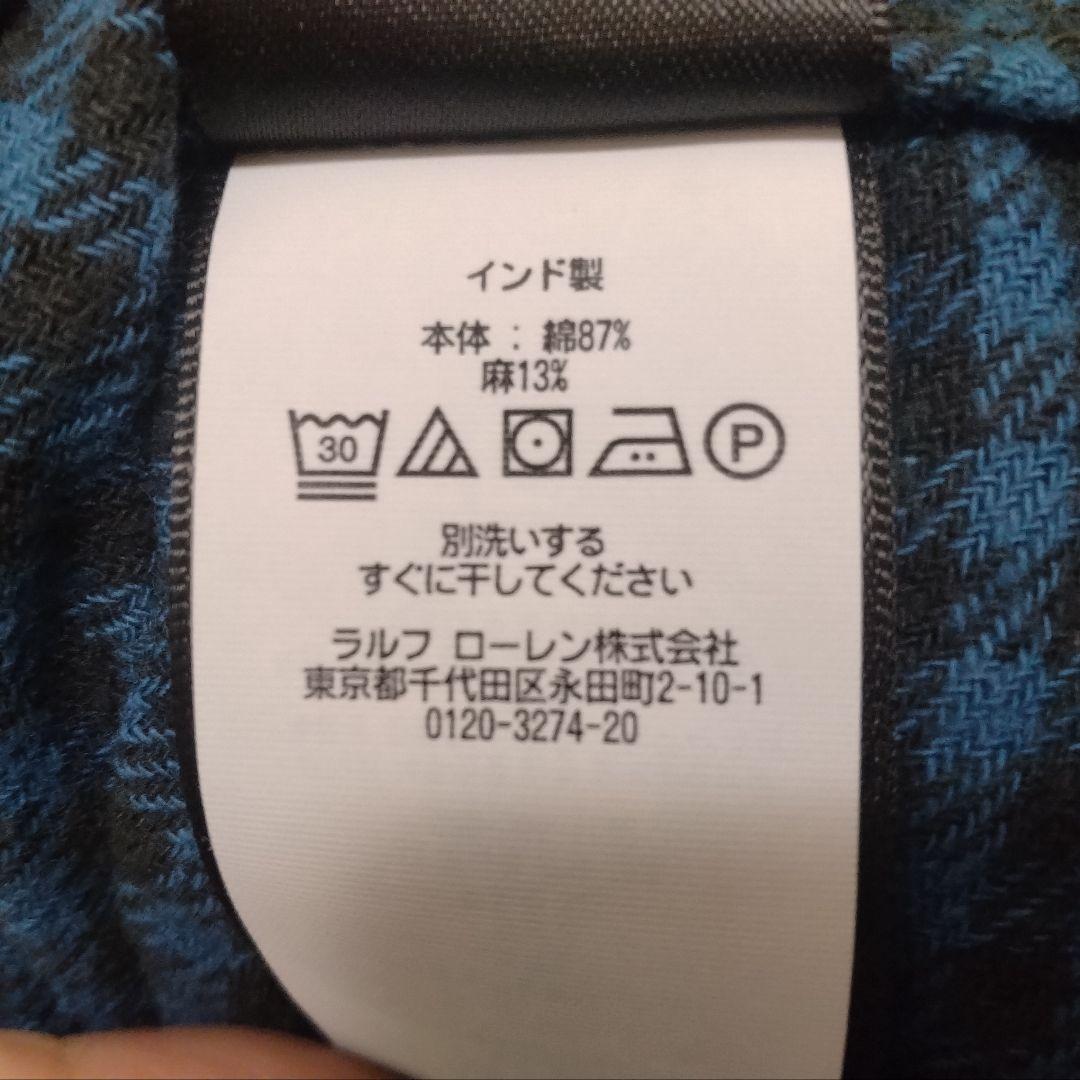 インド製
本体 : 綿87%
麻13%
30 P
別洗いする
すぐに干してください
ラルフ ローレン株式会社
東京都千代田区永田町2-10-1
0120-3274-20